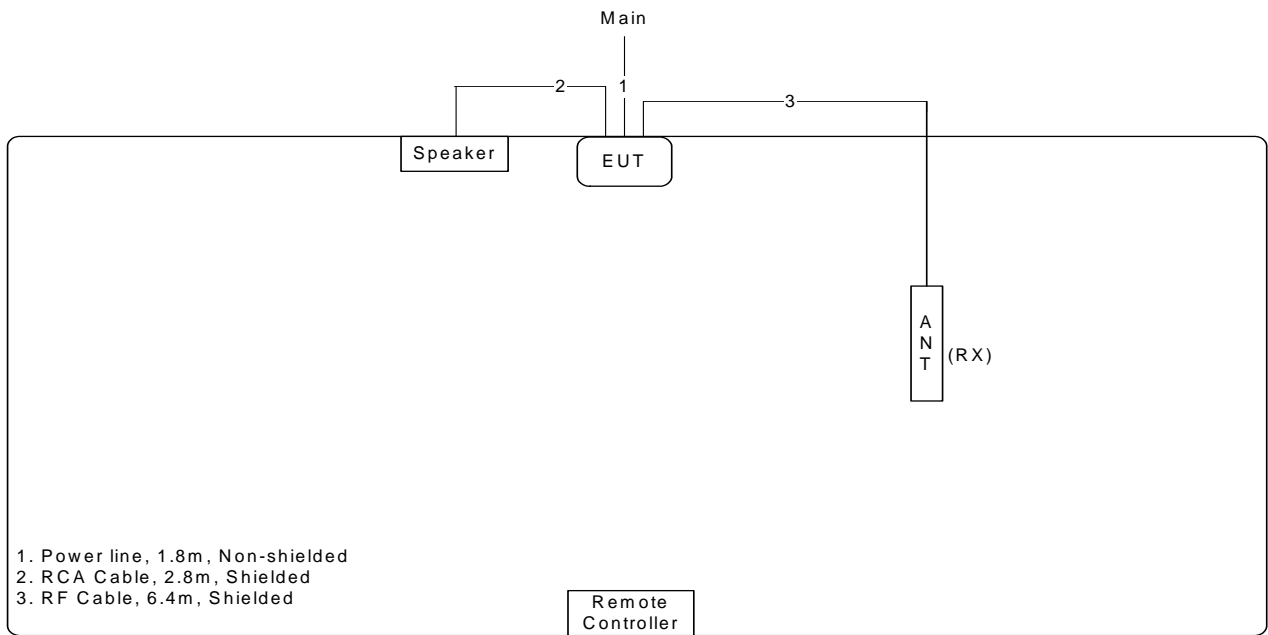 Main
2
1
3
Speaker
EUT
ANT
(RX)
1. Power line, 1.8m, Non-shielded
2. RCA Cable, 2.8m, Shielded
3. RF Cable, 6.4m, Shielded
Remote
Controller